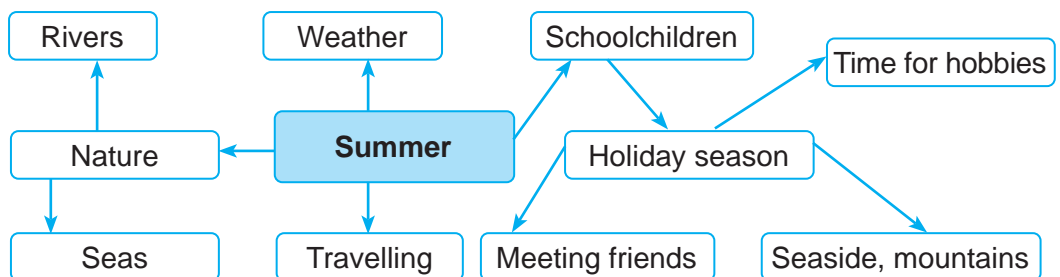 Rivers
Weather
Schoolchildren
Time for hobbies
Nature
Summer
Holiday season
Seas
Travelling
Meeting friends
Seaside, mountains